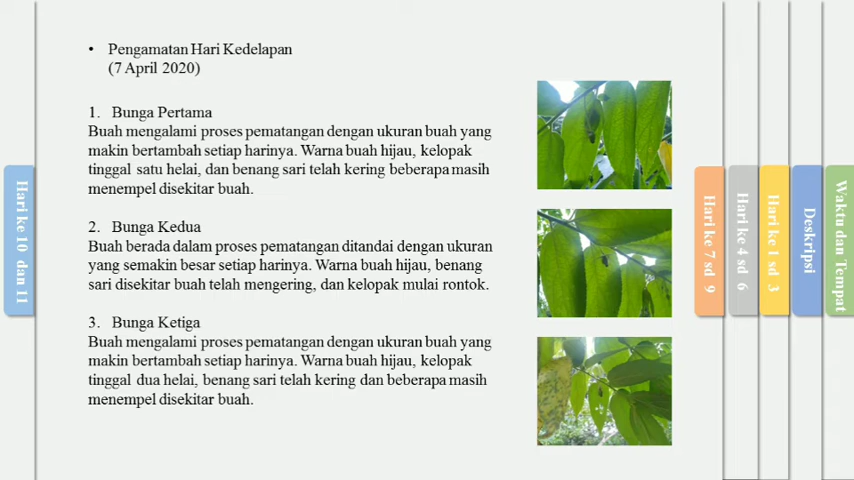 • Pengamatan Hari Kedelapan
(7 April 2020)
1. Bunga Pertama
Buah mengalami proses pematangan dengan ukuran buah yang
makin bertambah setiap harinya. Warna buah hijau, kelopak
tinggal satu helai, dan benang sari telah kering beberapa masih
menempel disekitar buah.
2. Bunga Kedua
Buah berada dalam proses pematangan ditandai dengan ukuran
yang semakin besar setiap harinya. Warna buah hijau, benang
sari disekitar buah telah mengering, dan kelopak mulai rontok.
3. Bunga Ketiga
Buah mengalami proses pematangan dengan ukuran buah yang
makin bertambah setiap harinya. Warna buah hijau, kelopak
tinggal dua helai, benang sari telah kering dan beberapa masih
menempel disekitar buah.
Hari ke 10 dan 11
Hari ke 7 sd 9
Hari ke 4 sd 6
Hari ke 1 sd 3
Deskripsi
Waktu dan Tempat